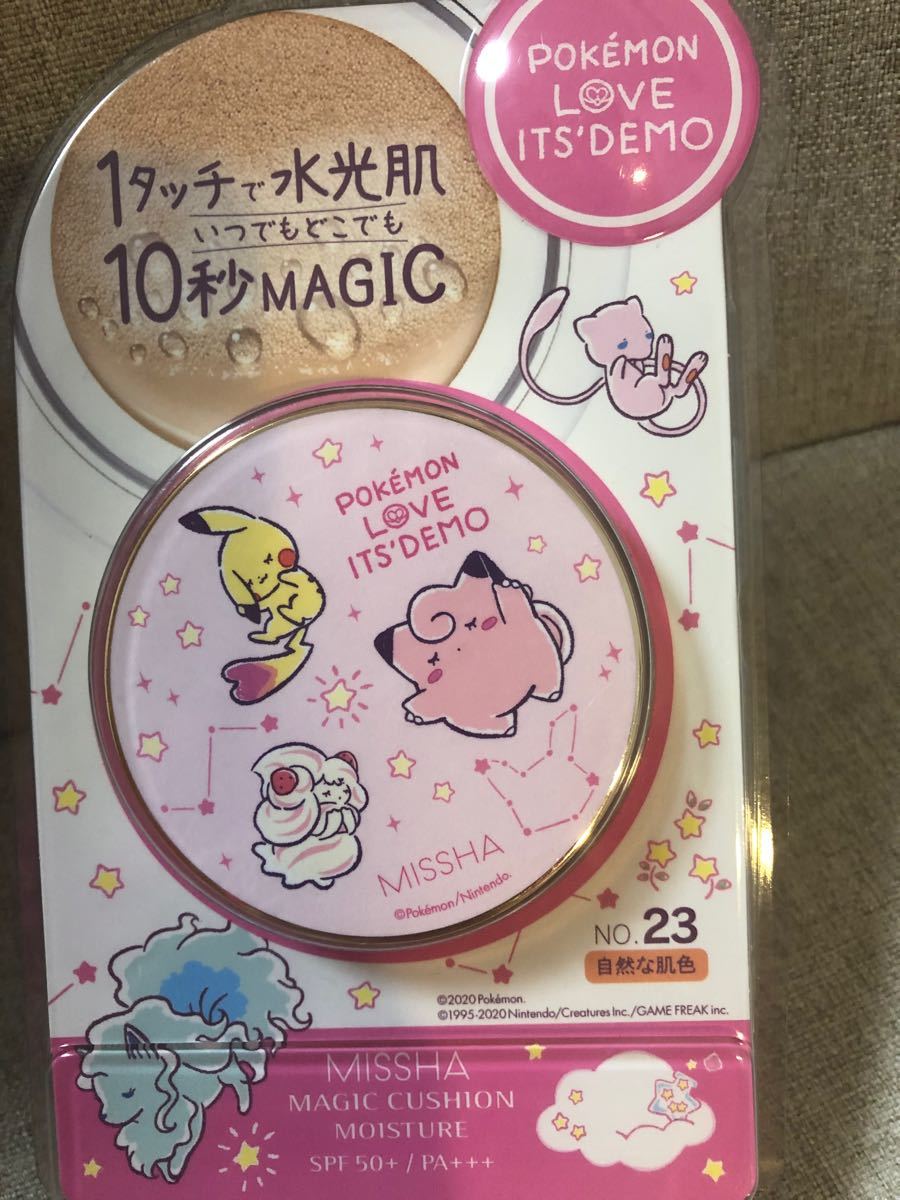 POKÉMON
LOVE
ITS'DEMO
1タッチで水光肌
いつでもどこでも
10秒MAGIC
POKÉMON
LOVE
ITS'DEMO
MISSHA
©Pokémon/Nintendo.
NO.23
自然な肌色
©2020 Pokémon.
©1995-2020 Nintendo/Creatures Inc./GAME FREAK inc.
MISSHA
MAGIC CUSHION
MOISTURE
SPF 50+ / PA+++